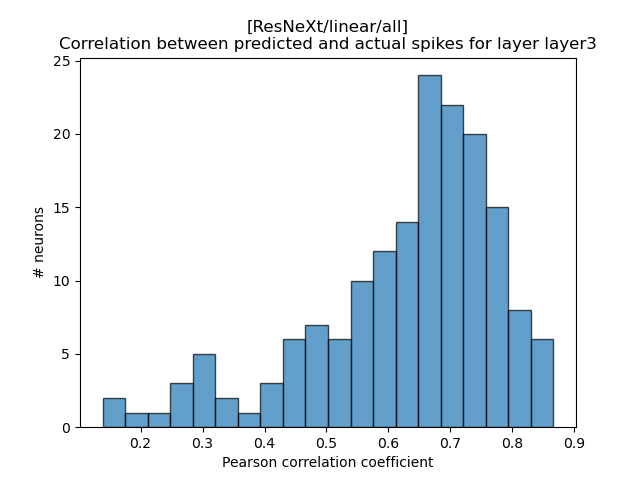 [ResNeXt/linear/all]
Correlation between predicted and actual spikes for layer layer3
25
20
15
10
5
0
# neurons
0.2 0.3 0.4 0.5 0.6 0.7 0.8 0.9
Pearson correlation coefficient